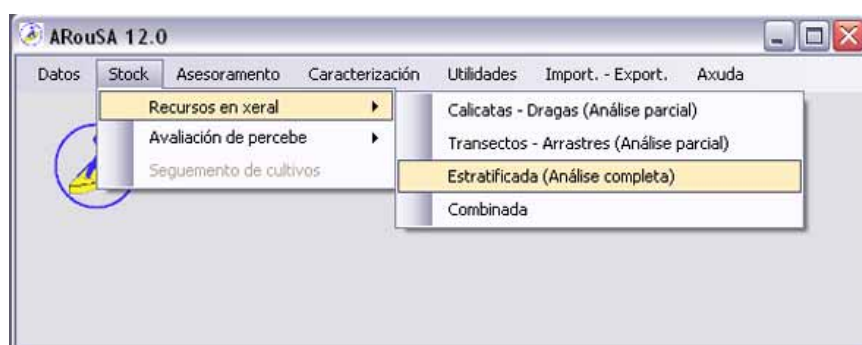 ARouSA 12.0
Datos Stock Asesoramento Caracterización Utilidades Import. - Export. Axuda
Recursos en xeral
Avaliación de percebe
Seguemento de cultivos
Calicatas - Dragas (Análise parcial)
Transectos - Arrastres (Análise parcial)
Estratificada (Análise completa)
Combinada